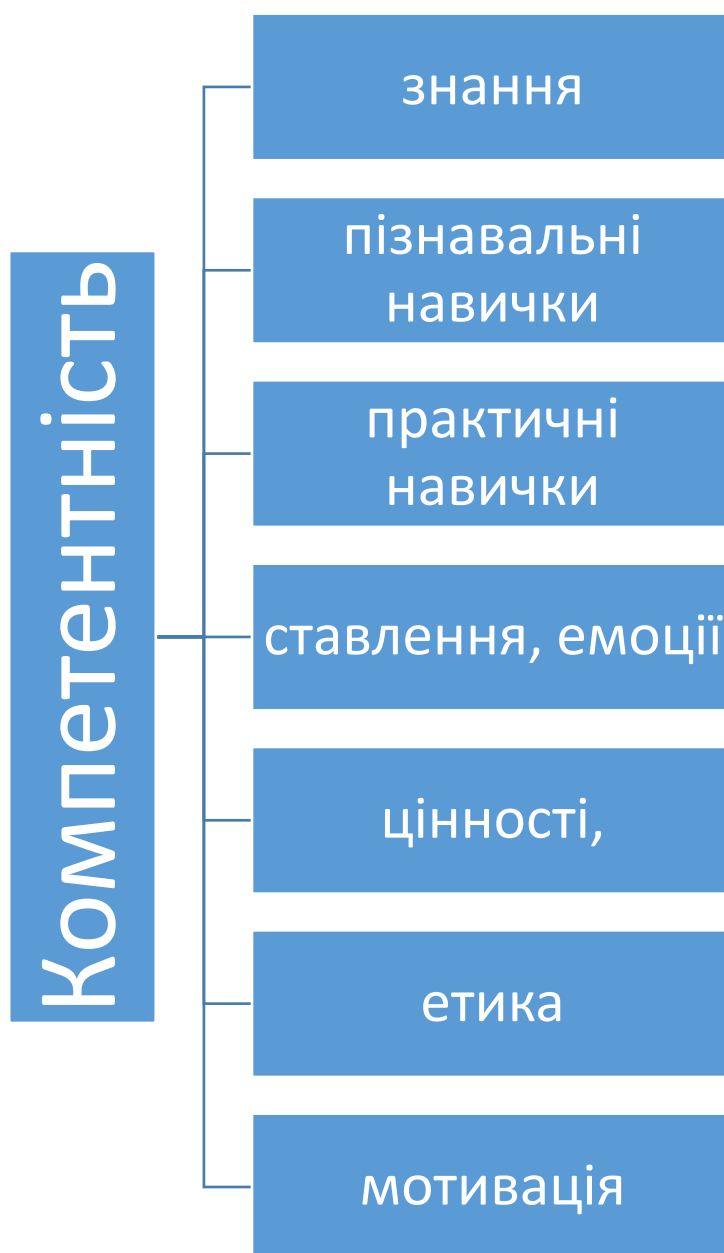 Компетентність
знання
пізнавальні
навички
практичні
навички
ставлення, емоції
цінності,
етика
мотивація